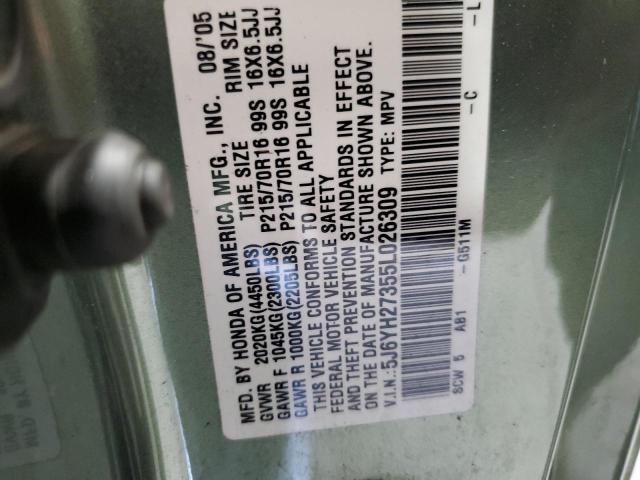 MFD. BY HONDA OF AMERICA MFG., INC. 08/'05
TIRE SIZE RIM SIZE
GVWR 2020KG(4450LBS)
GAWR F 1045KG(2300LBS) P215/70R16 99S 16X6.5JJ
GAWR R 1000KG(2205LBS) P215/70R16 99S 16X6.5JJ
THIS VEHICLE CONFORMS TO ALL APPLICABLE
FEDERAL MOTOR VEHICLE SAFETY
AND THEFT PREVENTION STANDARDS IN EFFECT
ON THE DATE OF MANUFACTURE SHOWN ABOVE.
V.I.N.:5J6YH27355L026309 TYPE: MPV
SCW 5 AB1 -G511M -C -L